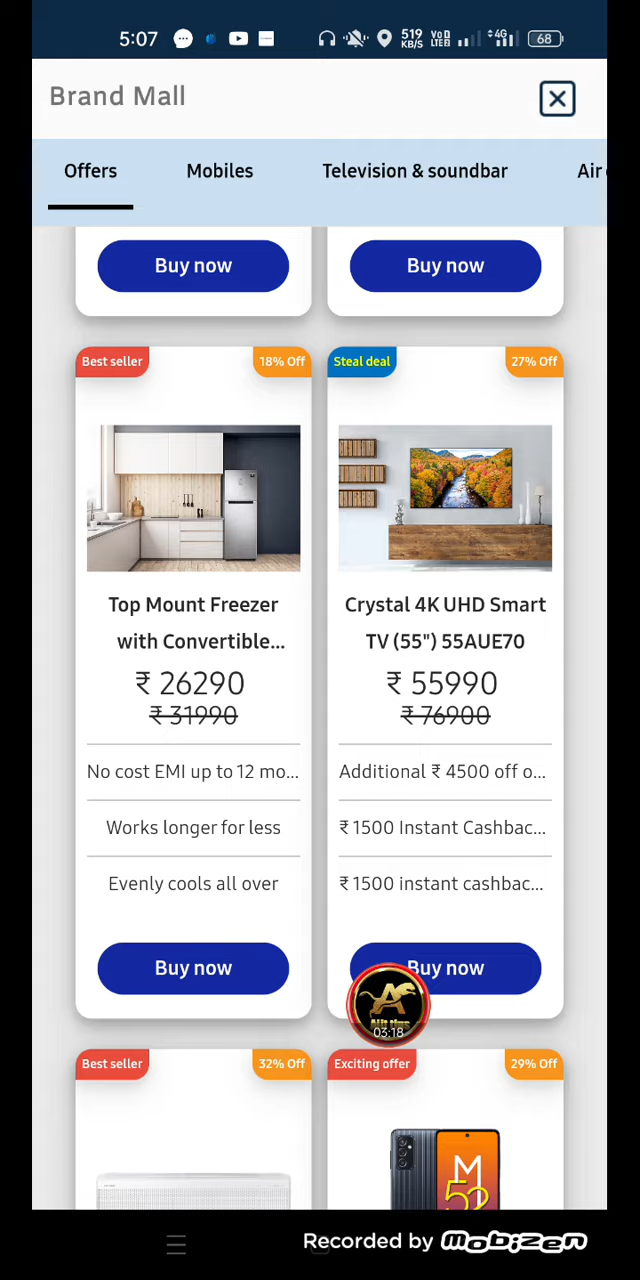 5:07
519 KB/S
VoD LTE2
4G
68
Brand Mall
Offers
Mobiles
Television & soundbar
Air
Buy now
Buy now
Best seller
18% Off
Steal deal
27% Off
Top Mount Freezer
with Convertible...
₹ 26290
₹ 31990
No cost EMI up to 12 mo...
Works longer for less
Evenly cools all over
Buy now
Crystal 4K UHD Smart
TV (55") 55AUE70
₹ 55990
₹ 76900
Additional ₹ 4500 off o...
₹ 1500 Instant Cashbac...
₹ 1500 instant cashbac...
Buy now
03:18
Best seller
32% Off
Exciting offer
29% Off
M
52
Recorded by mobizen